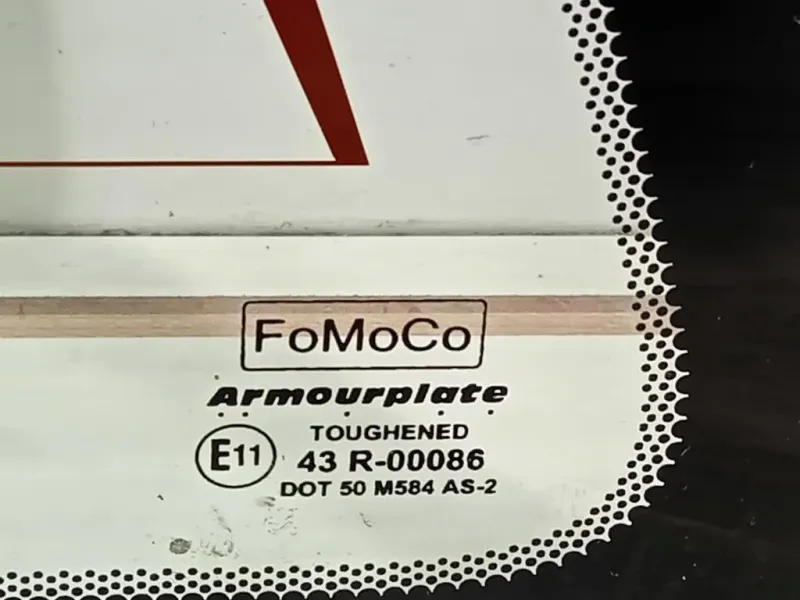 FoMoCo
Armourplate
TOUGHENED
E11 43 R-00086
DOT 50 M584 AS-2